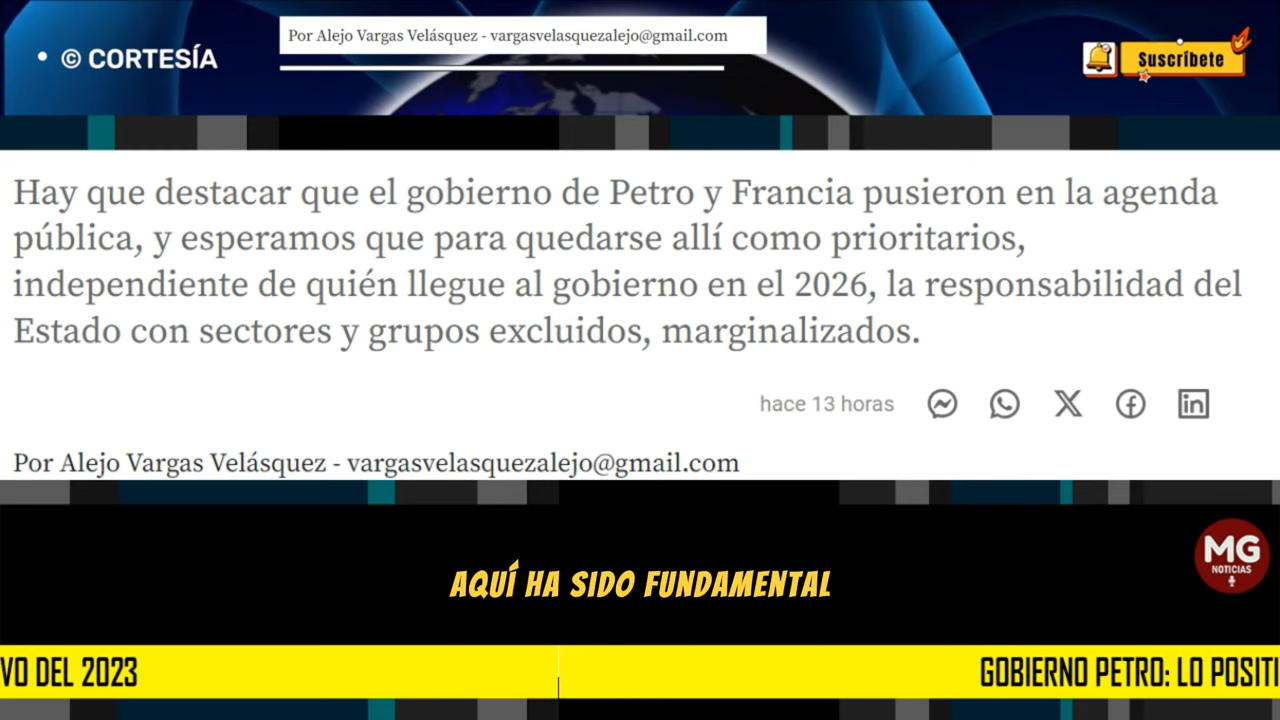 • © CORTESÍA
Por Alejo Vargas Velásquez - vargasvelasquezalejo@gmail.com
Suscríbete
Hay que destacar que el gobierno de Petro y Francia pusieron en la agenda
pública, y esperamos que para quedarse allí como prioritarios,
independiente de quién llegue al gobierno en el 2026, la responsabilidad del
Estado con sectores y grupos excluidos, marginalizados.
hace 13 horas
Por Alejo Vargas Velásquez - vargasvelasquezalejo@gmail.com
MG
NOTICIAS
AQUÍ HA SIDO FUNDAMENTAL
VO DEL 2023
GOBIERNO PETRO: LO POSITI